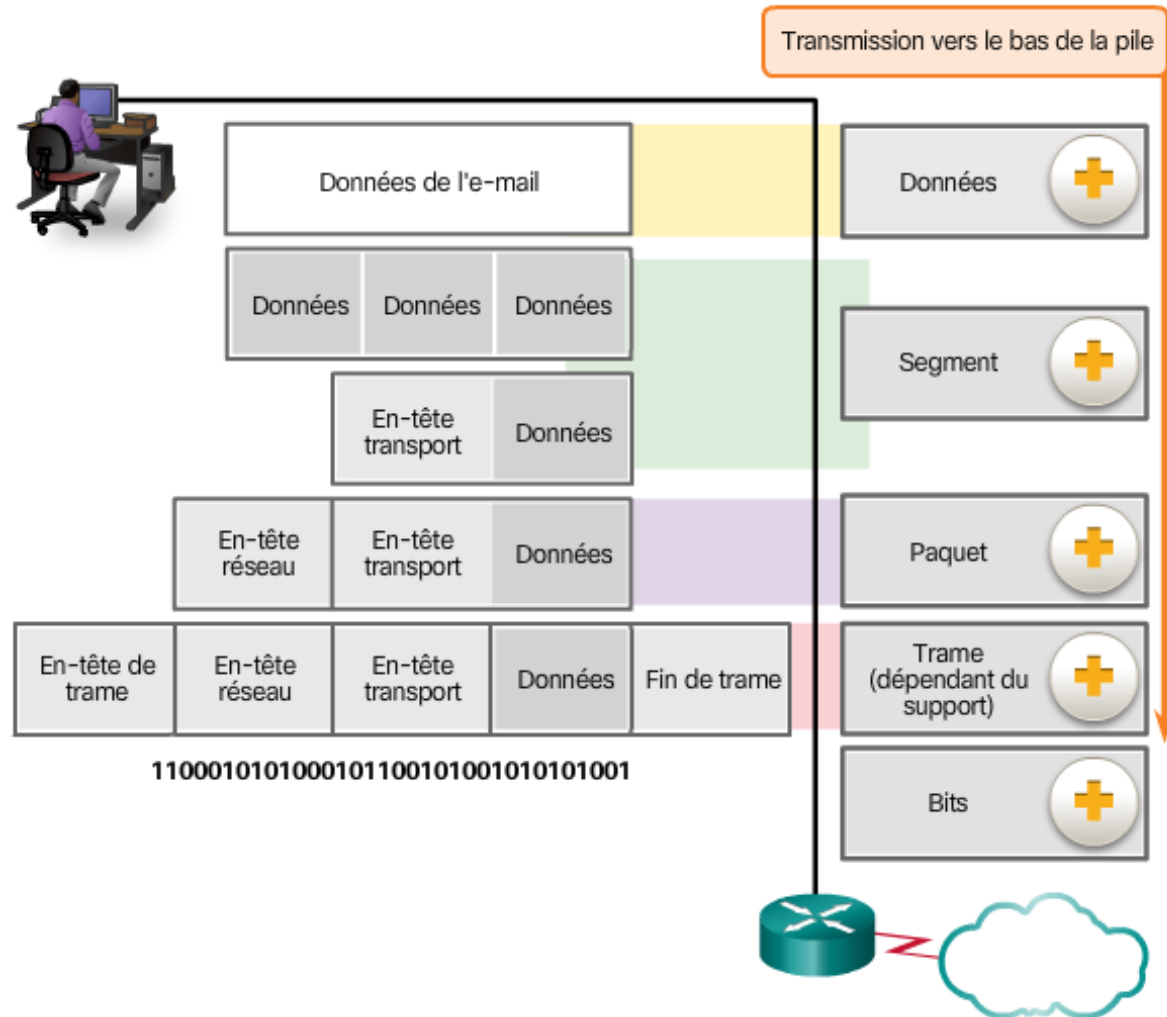 Transmission vers le bas de la pile
Données de l'e-mail
Données
Données
Données
Données
Segment
En-tête
transport
Données
En-tête
réseau
En-tête
transport
Données
Paquet
En-tête de
trame
En-tête
réseau
En-tête
transport
Données
Fin de trame
Trame
(dépendant du
support)
1100010101000101100101001010101001
Bits